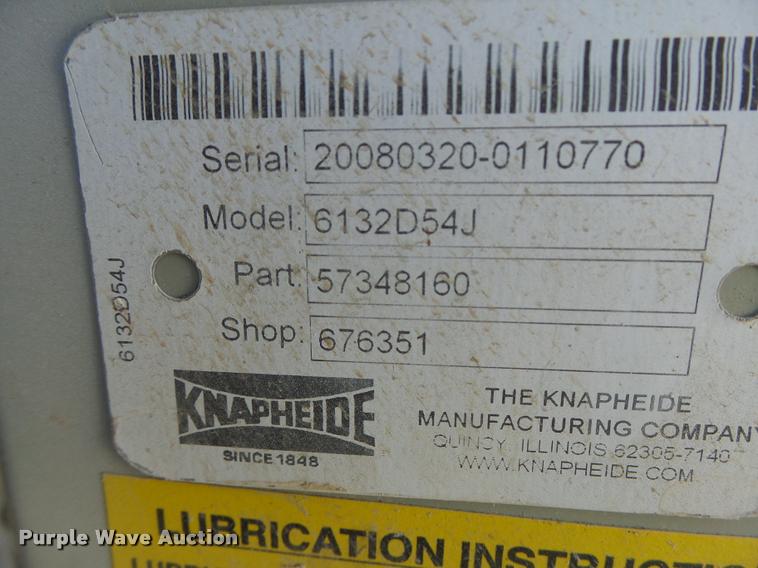 Serial: 20080320-0110770
Model: 6132D54J
Part: 57348160
Shop: 676351
6132D54J
KNAPHEIDE
SINCE 1848
THE KNAPHEIDE
MANUFACTURING COMPANY
QUINCY, ILLINOIS 62305-7140
WWW.KNAPHEIDE.COM
LUBRICATION INSTRUCTIO
Purple Wave Auction